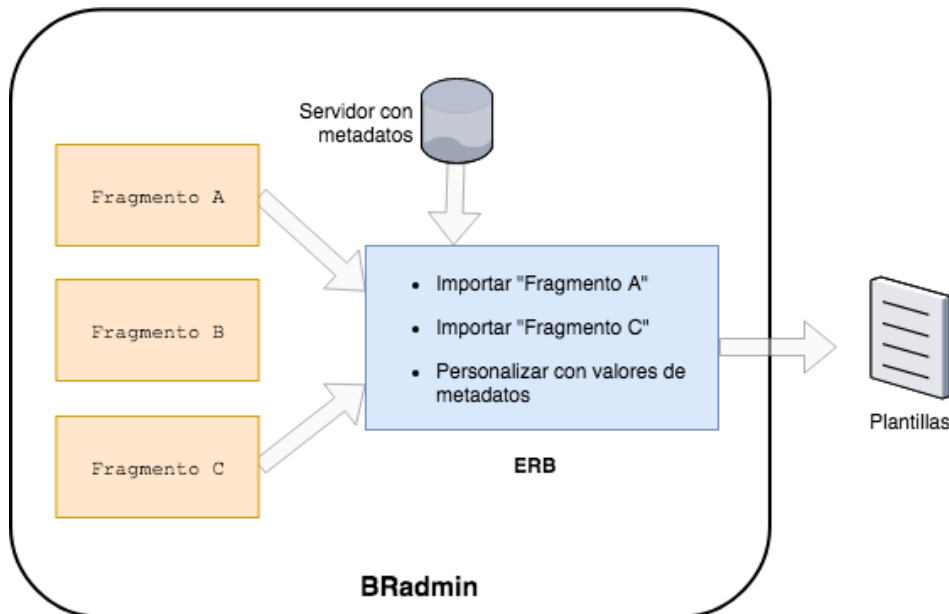 Servidor con
metadatos
Fragmento A
Fragmento B
Fragmento C
• Importar "Fragmento A"
• Importar "Fragmento C"
• Personalizar con valores de
metadatos
ERB
Plantillas
BRadmin